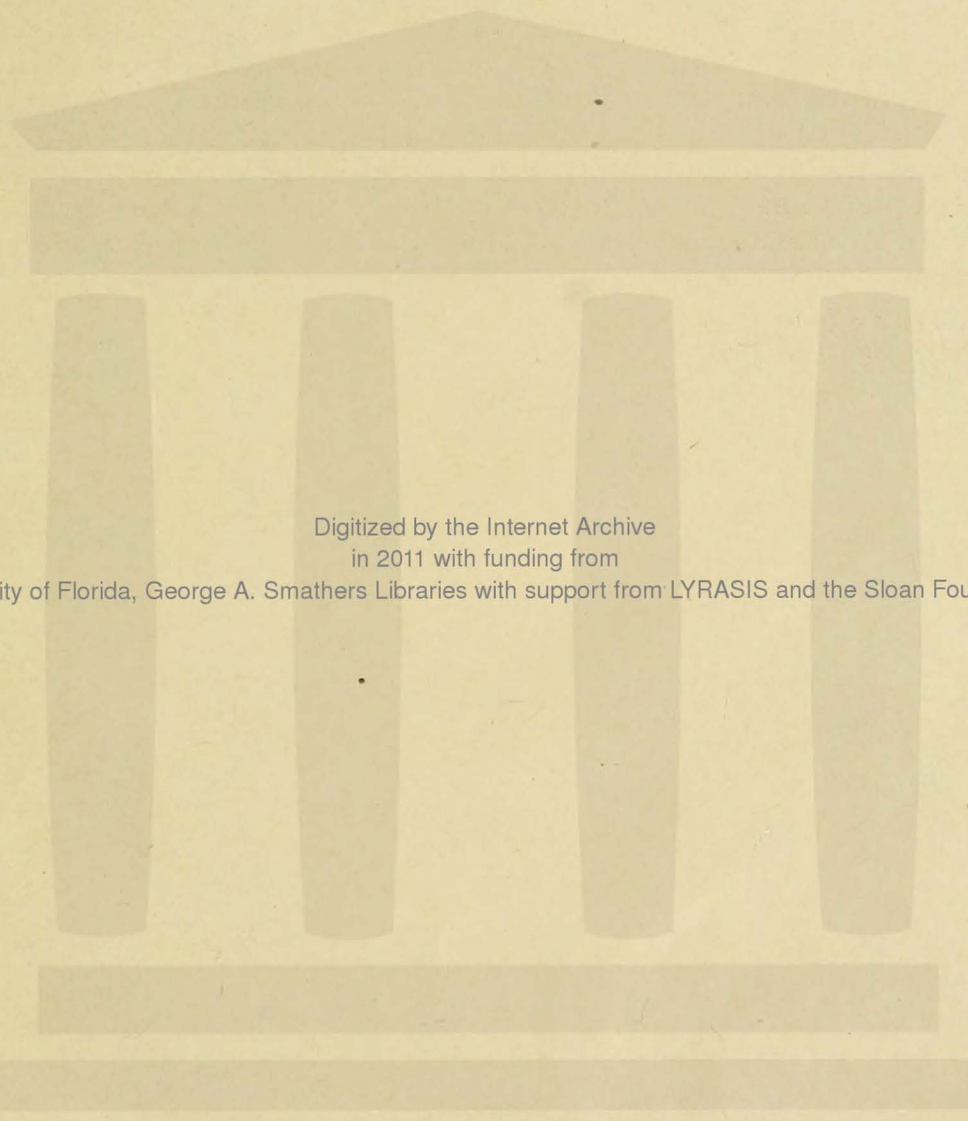 Digitized by the Internet Archive
in 2011 with funding from
ity of Florida, George A. Smathers Libraries with support from LYRASIS and the Sloan Fou